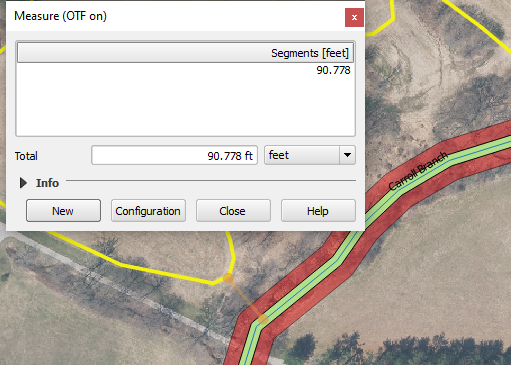 Measure (OTF on)
x
Segments [feet]
90.778
Total
90.778 ft
feet
Info
New
Configuration
Close
Help
Carroll Branch